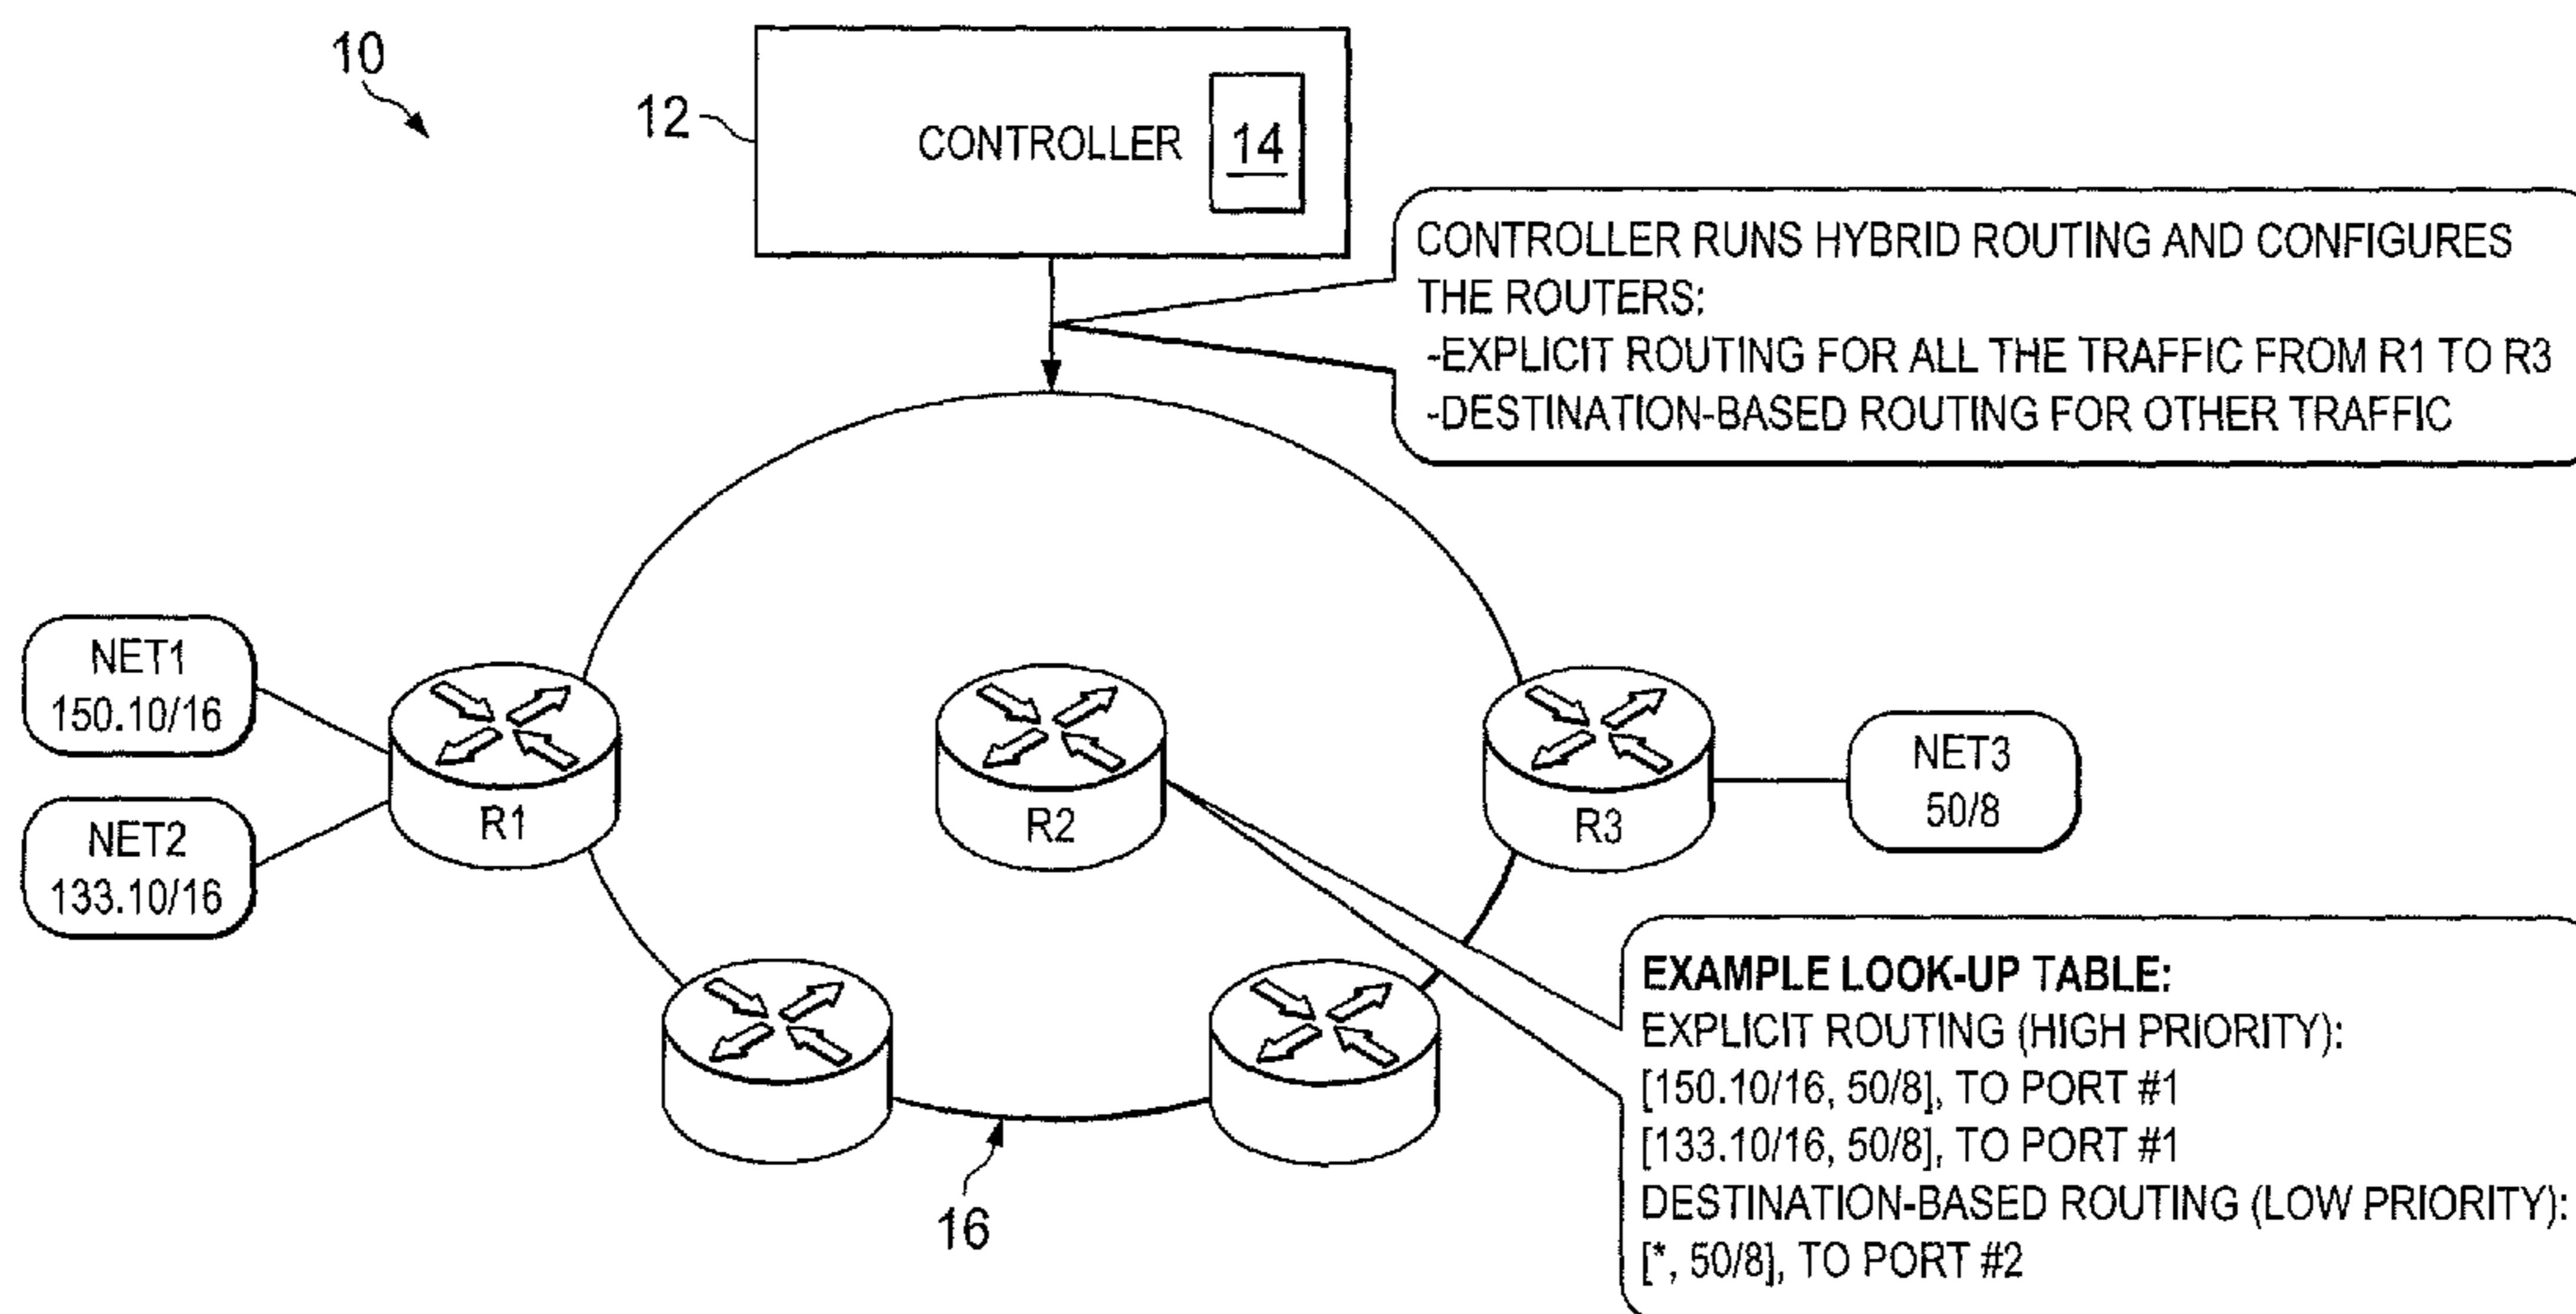 10
12
CONTROLLER 14
CONTROLLER RUNS HYBRID ROUTING AND CONFIGURES
THE ROUTERS:
-EXPLICIT ROUTING FOR ALL THE TRAFFIC FROM R1 TO R3
-DESTINATION-BASED ROUTING FOR OTHER TRAFFIC
NET1
150.10/16
NET2
133.10/16
R1
R2
R3
NET3
50/8
EXAMPLE LOOK-UP TABLE:
EXPLICIT ROUTING (HIGH PRIORITY):
[150.10/16, 50/8], TO PORT #1
[133.10/16, 50/8], TO PORT #1
DESTINATION-BASED ROUTING (LOW PRIORITY):
[*, 50/8], TO PORT #2
16